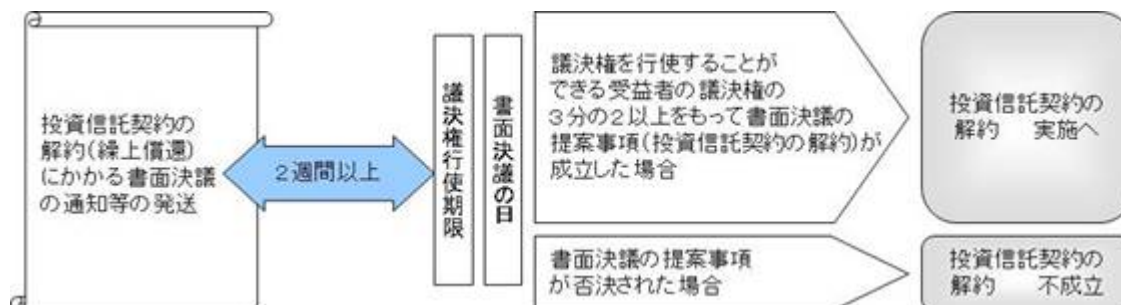 投資信託契約の
解約(繰上償還)
にかかる書面決議
の通知等の発送
2週間以上
議決権行使期限
書面決議の日
議決権を行使することが
できる受益者の議決権の
3分の2以上をもって書面決議の
提案事項(投資信託契約の解約)が
成立した場合
投資信託契約の
解約 実施へ
書面決議の提案事項
が否決された場合
投資信託契約の
解約 不成立